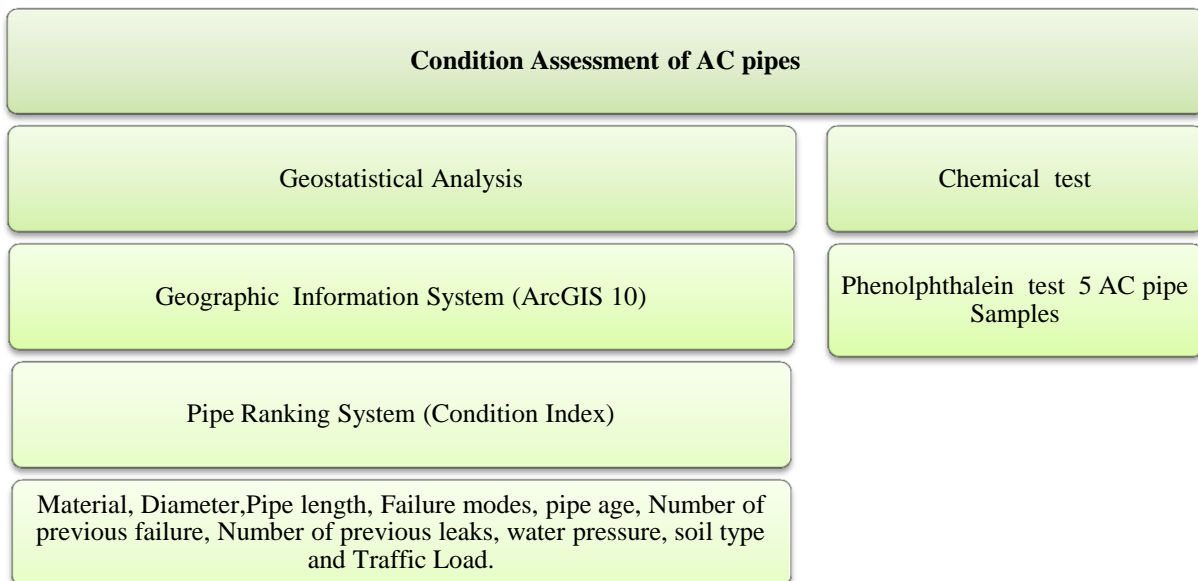 Condition Assessment of AC pipes
Geostatistical Analysis
Chemical test
Geographic Information System (ArcGIS 10)
Phenolphthalein test 5 AC pipe
Samples
Pipe Ranking System (Condition Index)
Material, Diameter,Pipe length, Failure modes, pipe age, Number of
previous failure, Number of previous leaks, water pressure, soil type
and Traffic Load.